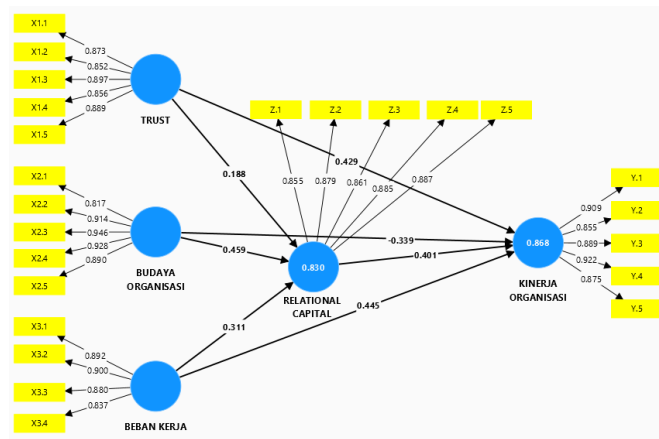 X1.1
X1.2
X1.3
X1.4
X1.5
0.873
0.852
0.897
0.856
0.889
TRUST
Z.1
Z.2
Z.3
Z.4
Z.5
0.855
0.879
0.861
0.885
0.887
0.188
0.429
X2.1
X2.2
X2.3
X2.4
X2.5
0.817
0.914
0.946
0.928
0.890
BUDAYA
ORGANISASI
0.459
-0.339
0.401
0.830
RELATIONAL
CAPITAL
0.311
0.445
X3.1
X3.2
X3.3
X3.4
0.892
0.900
0.880
0.837
BEBAN KERJA
0.868
KINERJA
ORGANISASI
0.909
0.855
0.889
0.922
0.875
Y.1
Y.2
Y.3
Y.4
Y.5